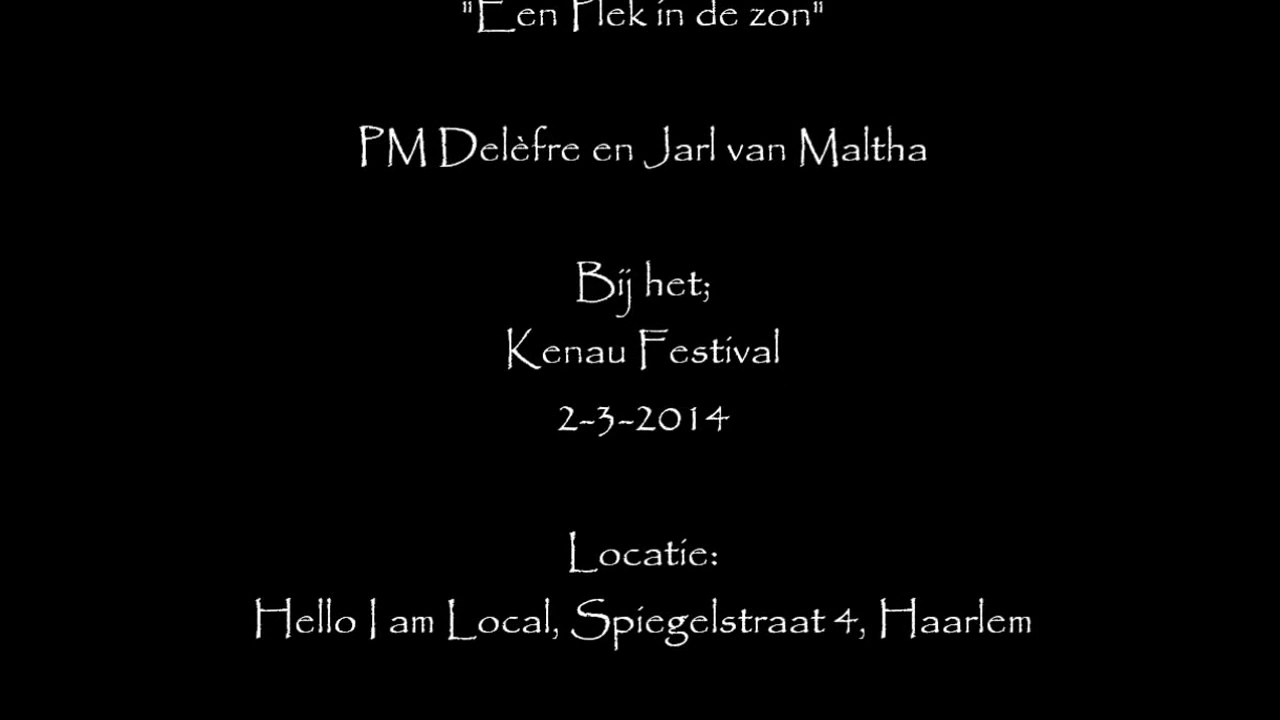 "Een Plek in de zon"
PM Delèfre en Jarl van Maltha
Bij het;
Kenau Festival
2-3-2014
Locatie:
Hello I am Local, Spiegelstraat 4, Haarlem